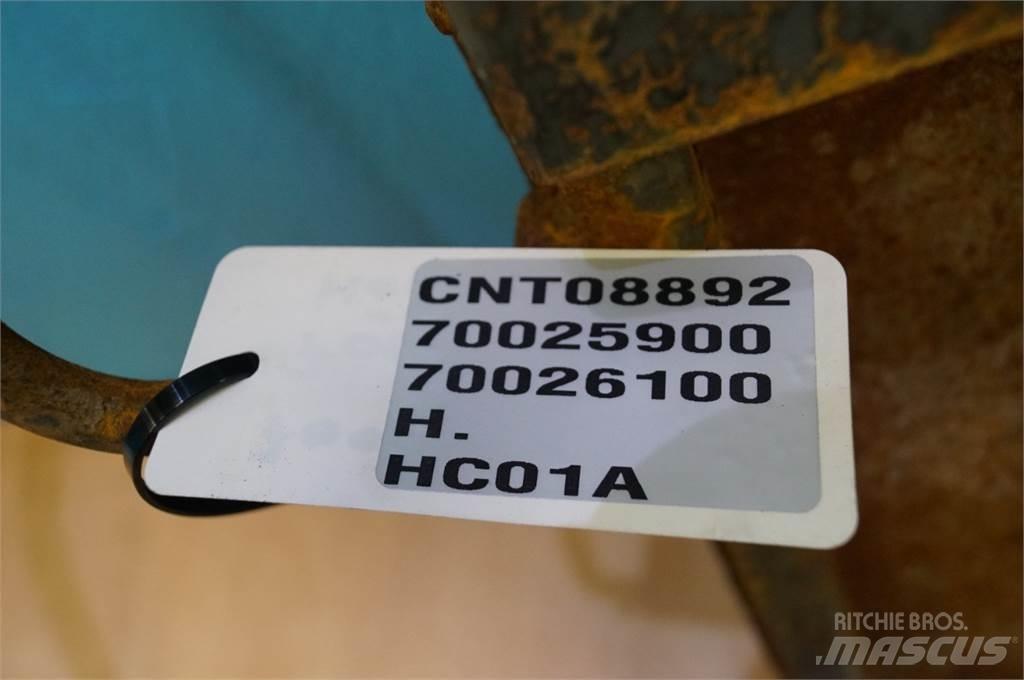 CNT08892
70025900
70026100
H.
HC01A
RITCHIE BROS.
MASCUS